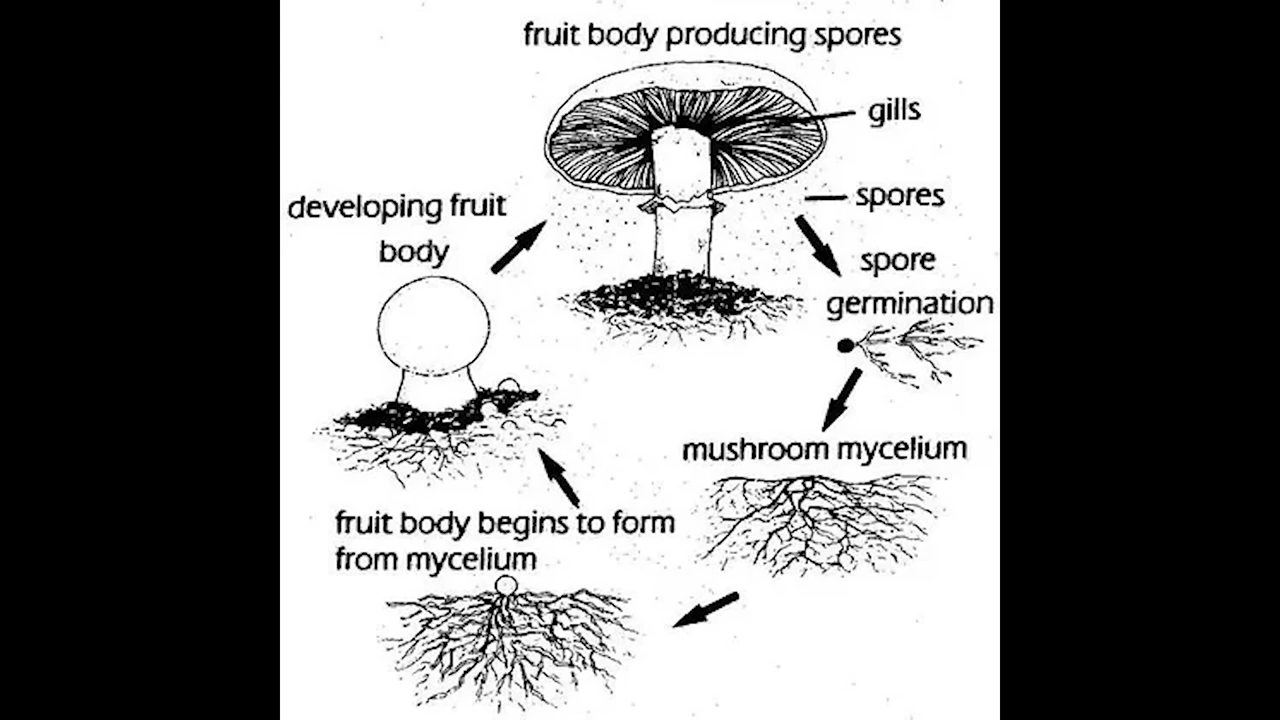 fruit body producing spores
gills
spores
developing fruit
body
spore
germination
mushroom mycelium
fruit body begins to form
from mycelium